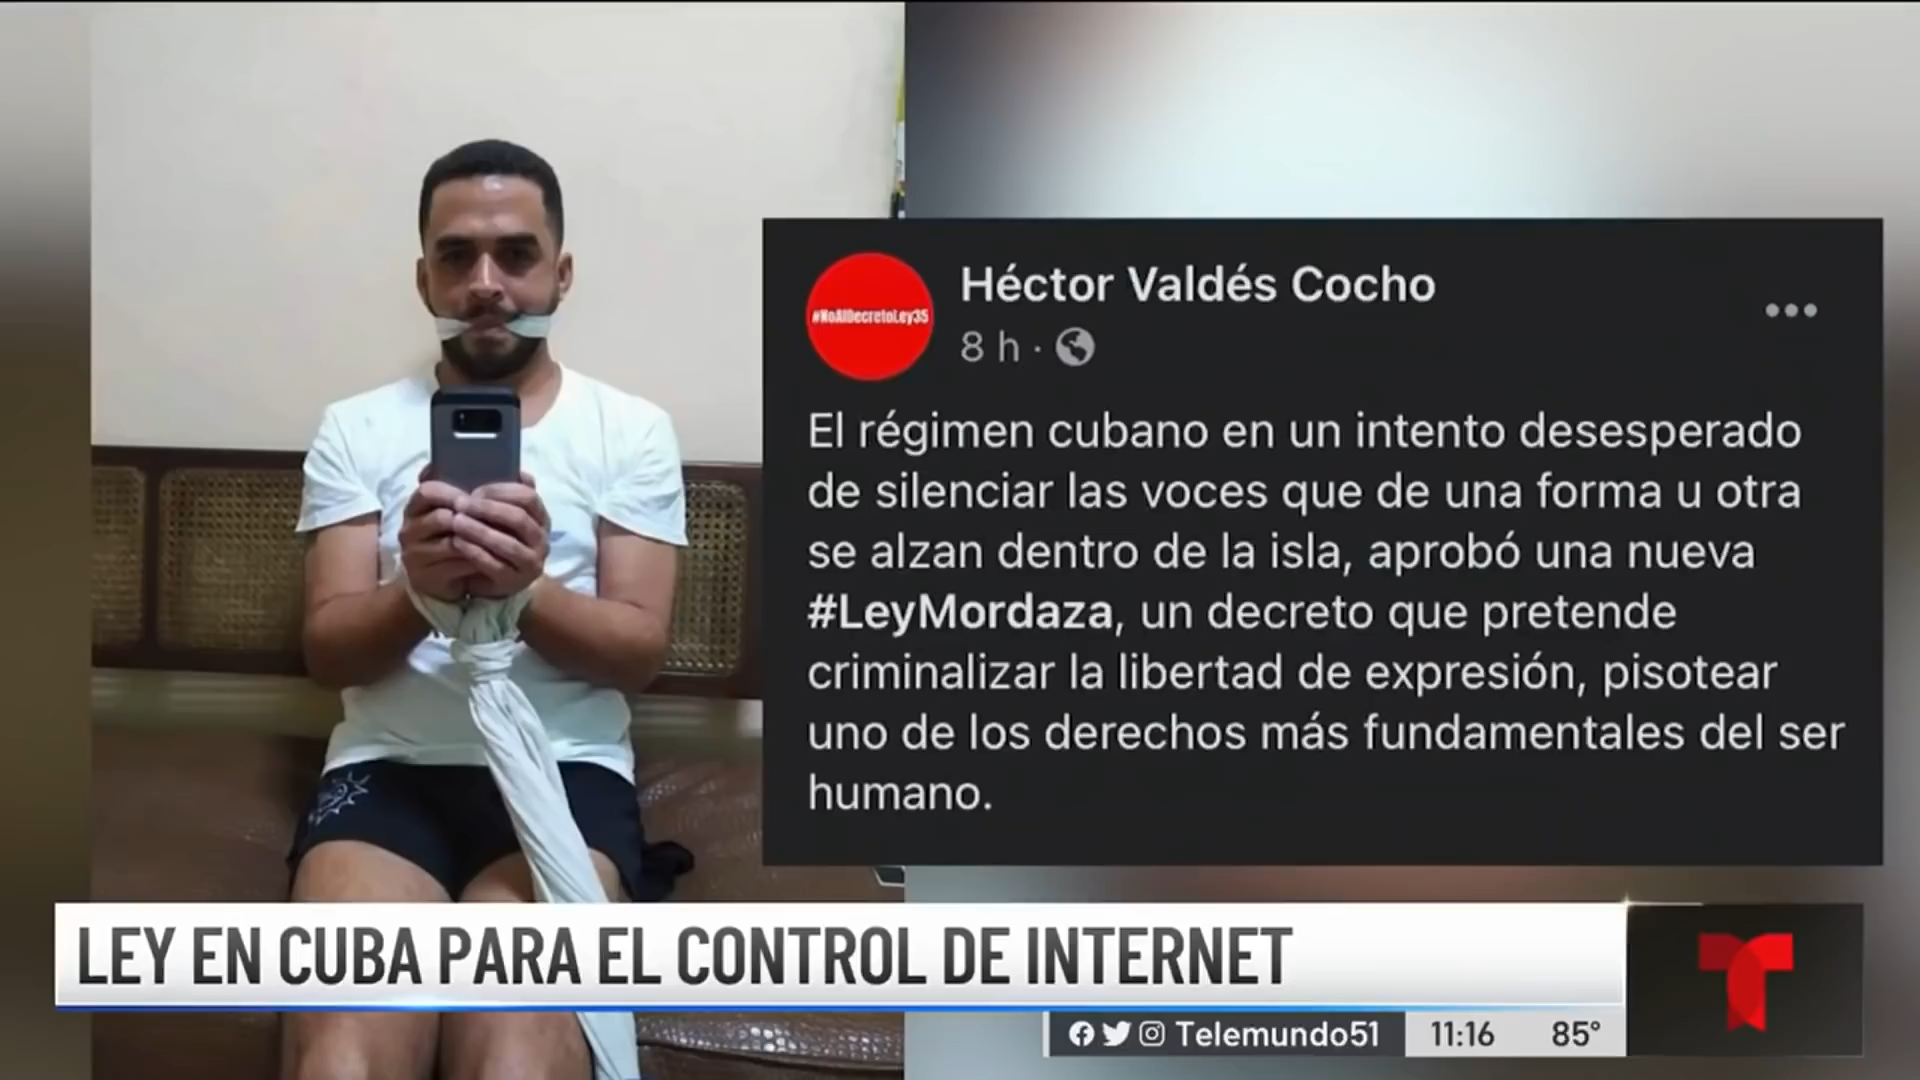 #NoAlDecretoLey35
Héctor Valdés Cocho
8 h ·
El régimen cubano en un intento desesperado
de silenciar las voces que de una forma u otra
se alzan dentro de la isla, aprobó una nueva
#LeyMordaza, un decreto que pretende
criminalizar la libertad de expresión, pisotear
uno de los derechos más fundamentales del ser
humano.
LEY EN CUBA PARA EL CONTROL DE INTERNET
Telemundo51
11:16 85°